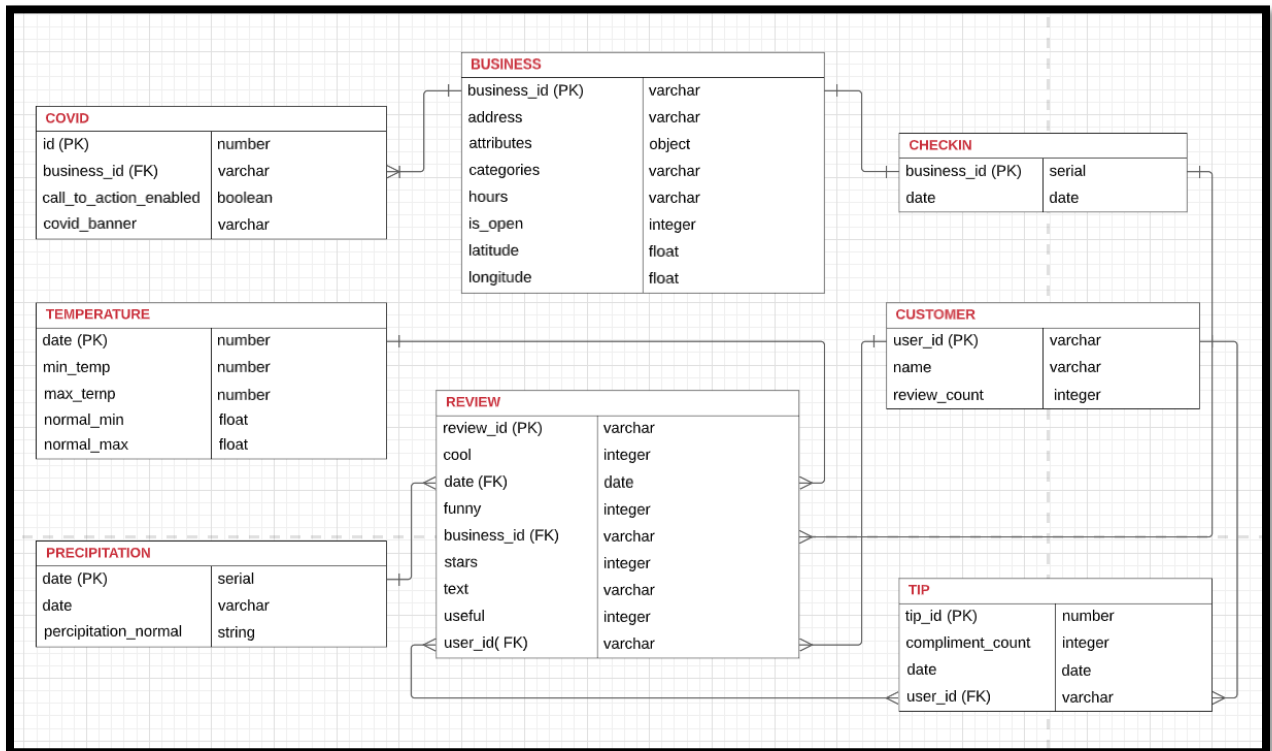 BUSINESS
business_id (PK) varchar
address varchar
attributes object
categories varchar
hours varchar
is_open integer
latitude float
longitude float
COVID
id (PK) number
business_id (FK) varchar
call_to_action_enabled boolean
covid_banner varchar
CHECKIN
business_id (PK) serial
date date
TEMPERATURE
date (PK) number
min_temp number
max_temp number
normal_min float
normal_max float
CUSTOMER
user_id (PK) varchar
name varchar
review_count integer
REVIEW
review_id (PK) varchar
cool integer
date (FK) date
funny integer
business_id (FK) varchar
stars integer
text varchar
useful integer
user_id( FK) varchar
PRECIPITATION
date (PK) serial
date varchar
percipitation_normal string
TIP
tip_id (PK) number
compliment_count integer
date date
user_id (FK) varchar